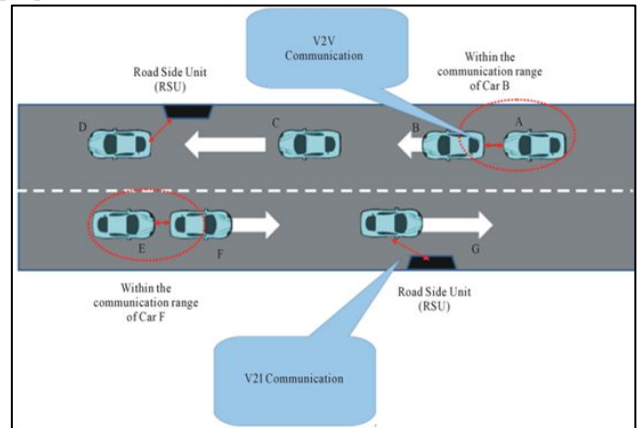 V2V
Communication
Road Side Unit
(RSU)
Within the
communication range
of Car B
D
C
B
A
E
F
G
Within the
communication range
of Car F
Road Side Unit
(RSU)
V2I Communication